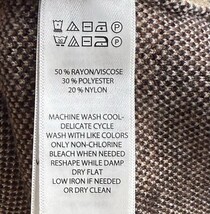 50 % RAYON/VISCOSE
30 % POLYESTER
20 % NYLON
MACHINE WASH COOL-
DELICATE CYCLE
WASH WITH LIKE COLORS
ONLY NON-CHLORINE
BLEACH WHEN NEEDED
RESHAPE WHILE DAMP
DRY FLAT
LOW IRON IF NEEDED
OR DRY CLEAN